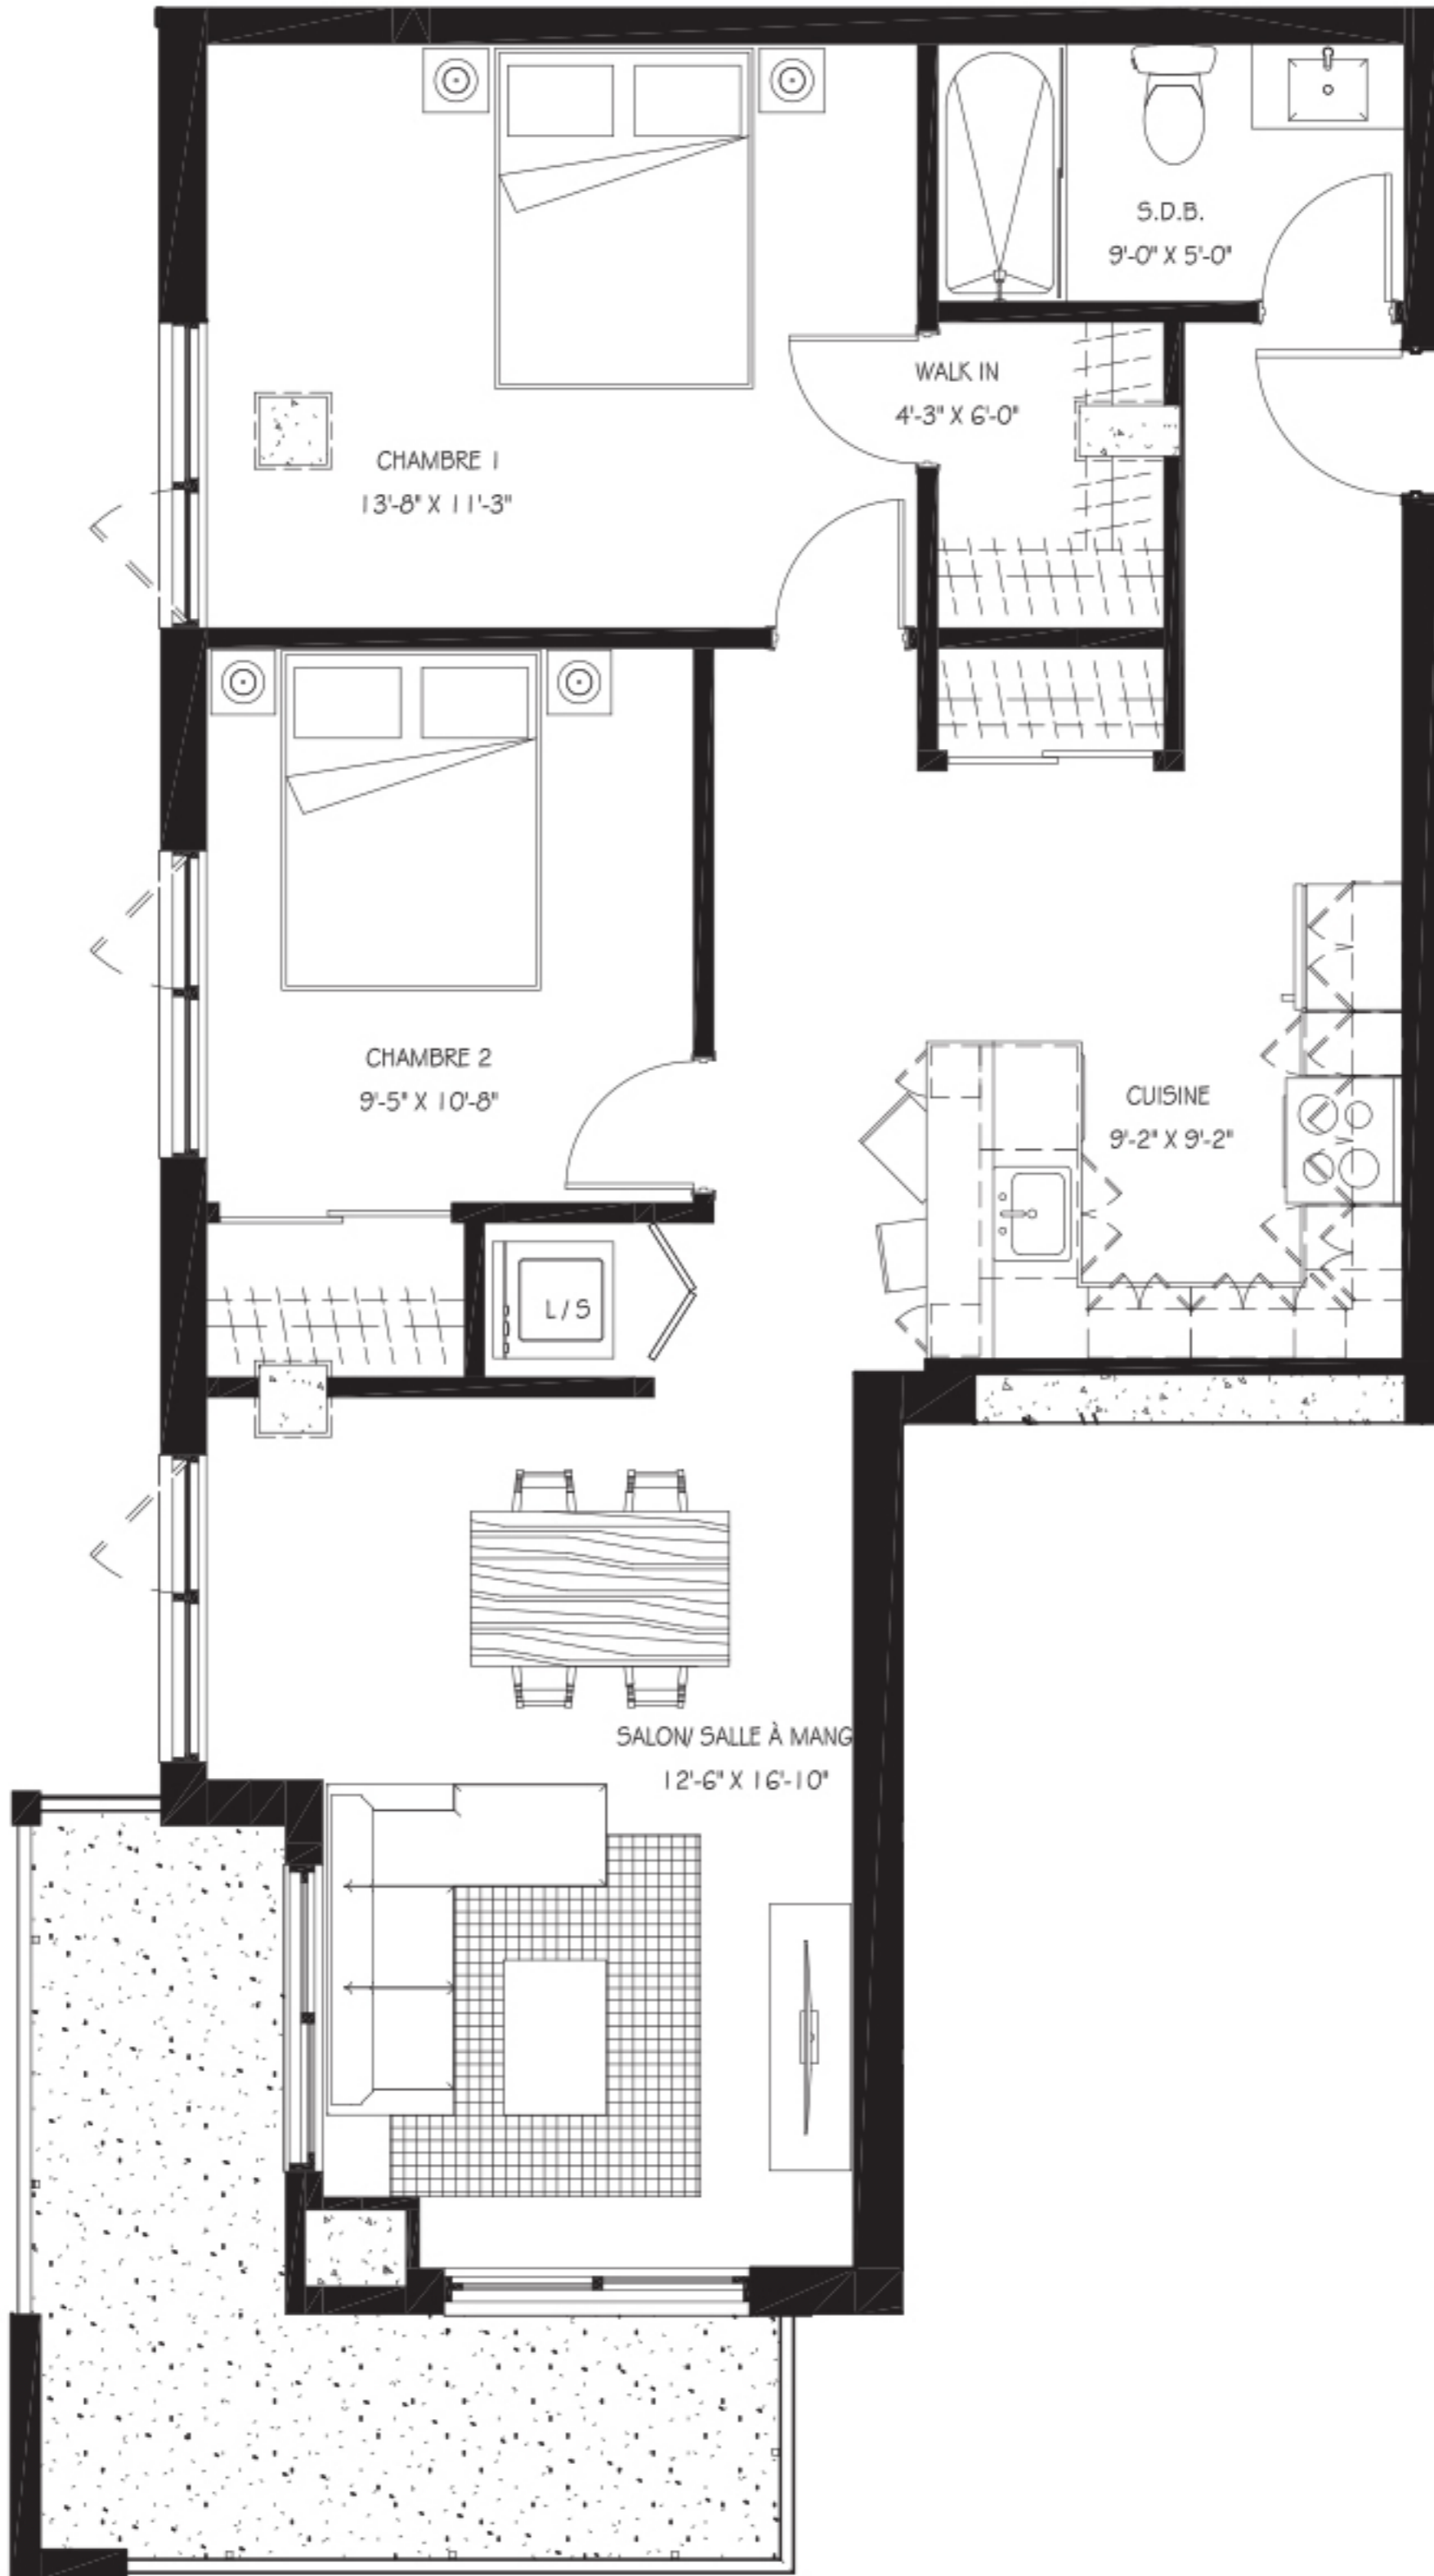 S.D.B.
9'-0" X 5'-0"
WALK IN
4'-3" X 6'-0"
CHAMBRE 1
13'-8" X 11'-3"
CHAMBRE 2
9'-5" X 10'-8"
CUISINE
9'-2" X 9'-2"
L / S
SALON/ SALLE À MANG
12'-6" X 16'-10"